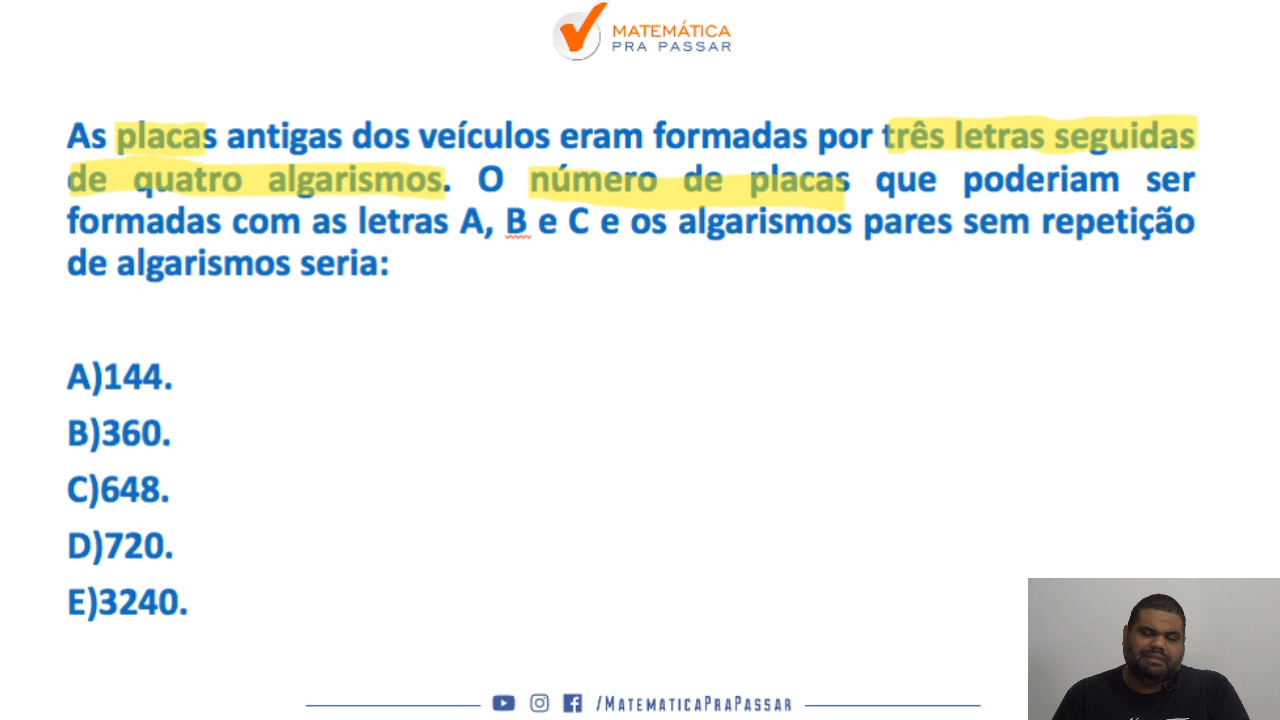 MATEMÁTICA
PRA PASSAR
As placas antigas dos veículos eram formadas por três letras seguidas
de quatro algarismos. O número de placas que poderiam ser
formadas com as letras A, B e C e os algarismos pares sem repetição
de algarismos seria:
A)144.
B)360.
C)648.
D)720.
E)3240.
/MATEMATICAPRAPASSAR